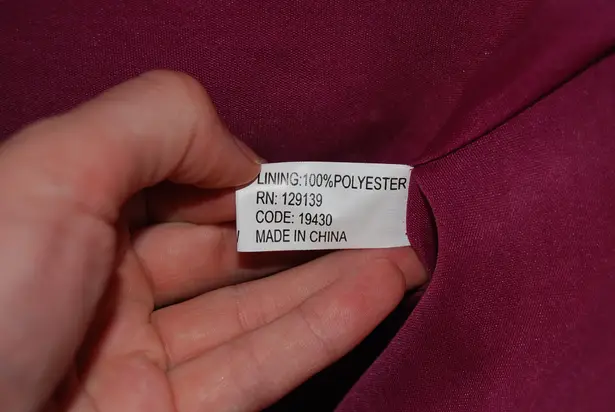 LINING:100%POLYESTER
RN: 129139
CODE: 19430
MADE IN CHINA